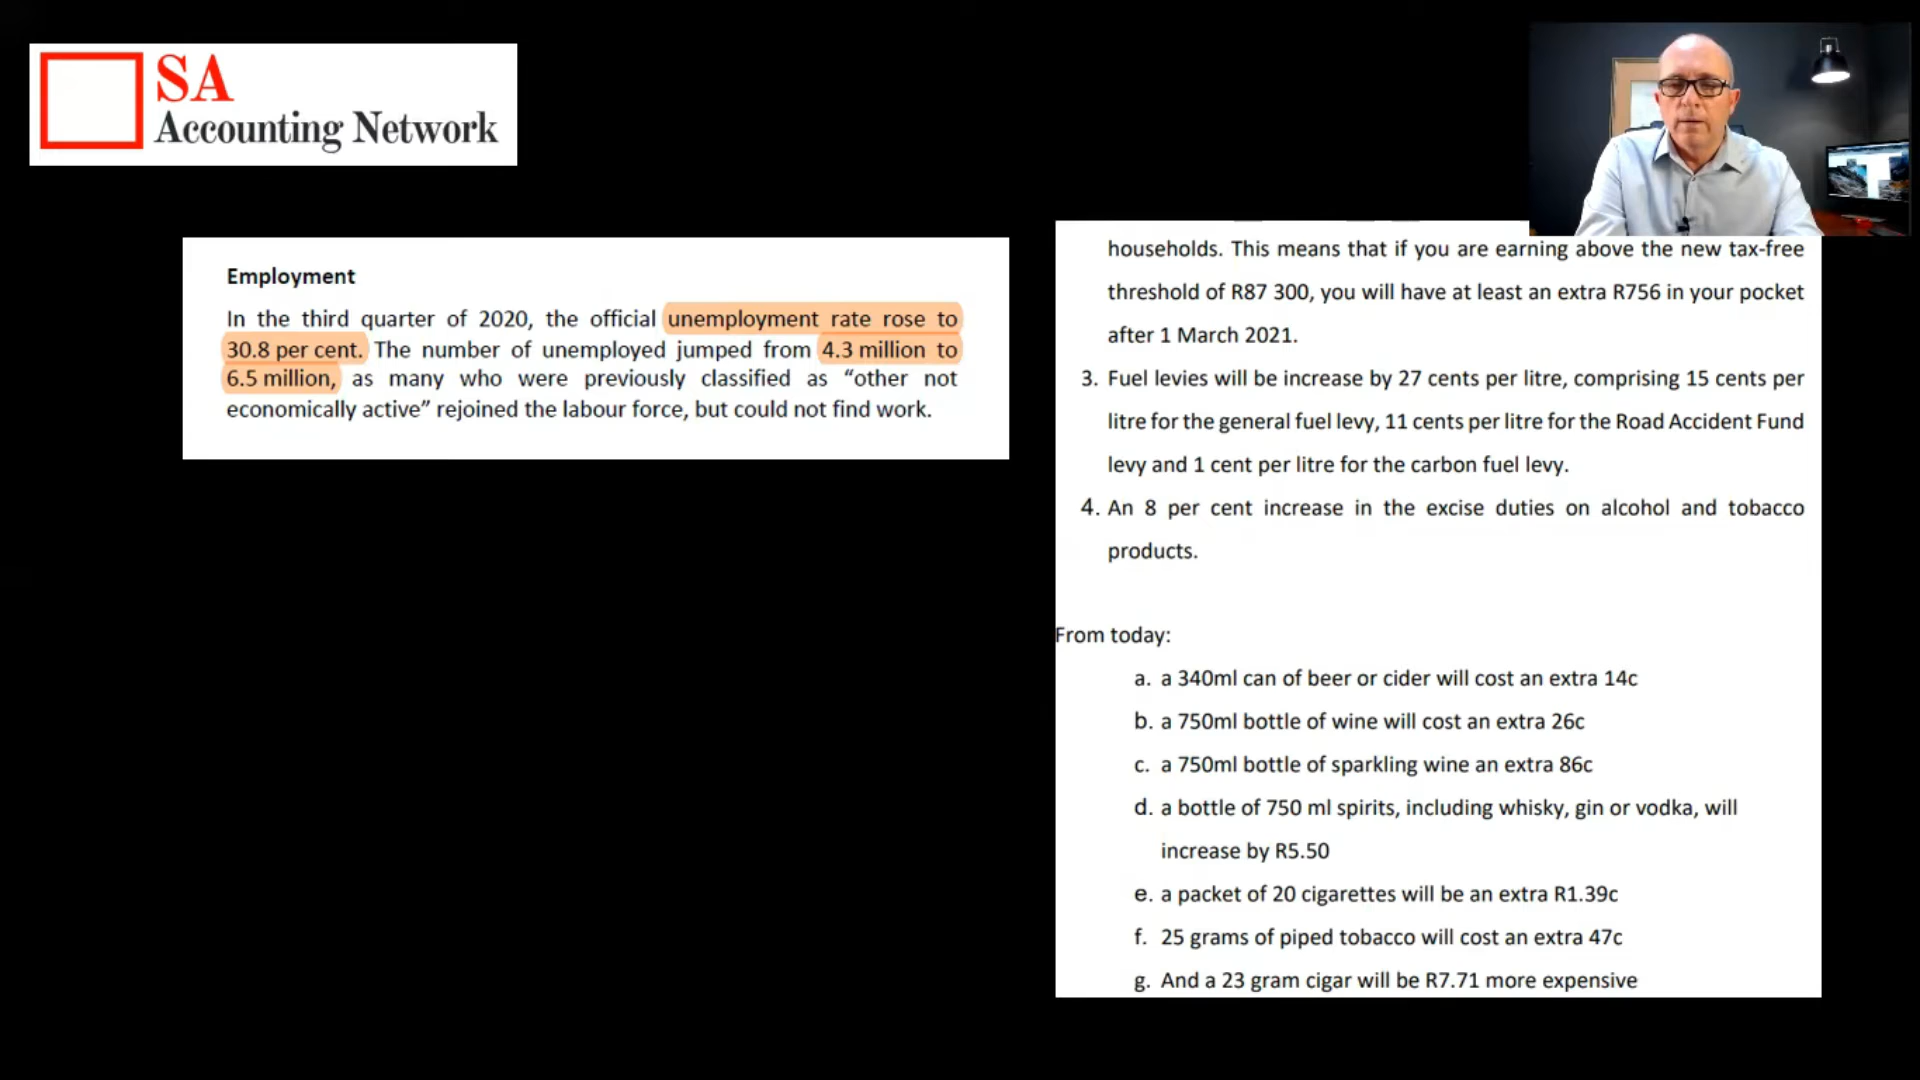 SA
Accounting Network
Employment
In the third quarter of 2020, the official unemployment rate rose to
30.8 per cent. The number of unemployed jumped from 4.3 million to
6.5 million, as many who were previously classified as “other not
economically active” rejoined the labour force, but could not find work.
households. This means that if you are earning above the new tax-free
threshold of R87 300, you will have at least an extra R756 in your pocket
after 1 March 2021.
3. Fuel levies will be increase by 27 cents per litre, comprising 15 cents per
litre for the general fuel levy, 11 cents per litre for the Road Accident Fund
levy and 1 cent per litre for the carbon fuel levy.
4. An 8 per cent increase in the excise duties on alcohol and tobacco
products.
From today:
a. a 340ml can of beer or cider will cost an extra 14c
b. a 750ml bottle of wine will cost an extra 26c
c. a 750ml bottle of sparkling wine an extra 86c
d. a bottle of 750 ml spirits, including whisky, gin or vodka, will
increase by R5.50
e. a packet of 20 cigarettes will be an extra R1.39c
f. 25 grams of piped tobacco will cost an extra 47c
g. And a 23 gram cigar will be R7.71 more expensive